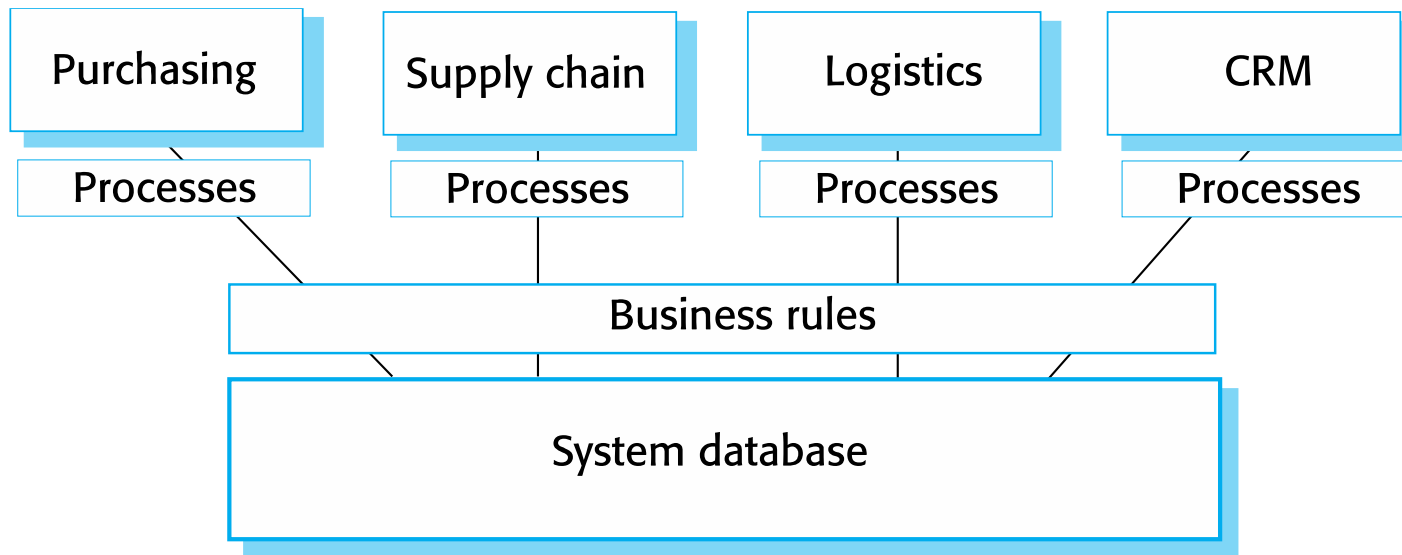 Purchasing
Supply chain
Logistics
CRM
Processes
Processes
Processes
Processes
Business rules
System database